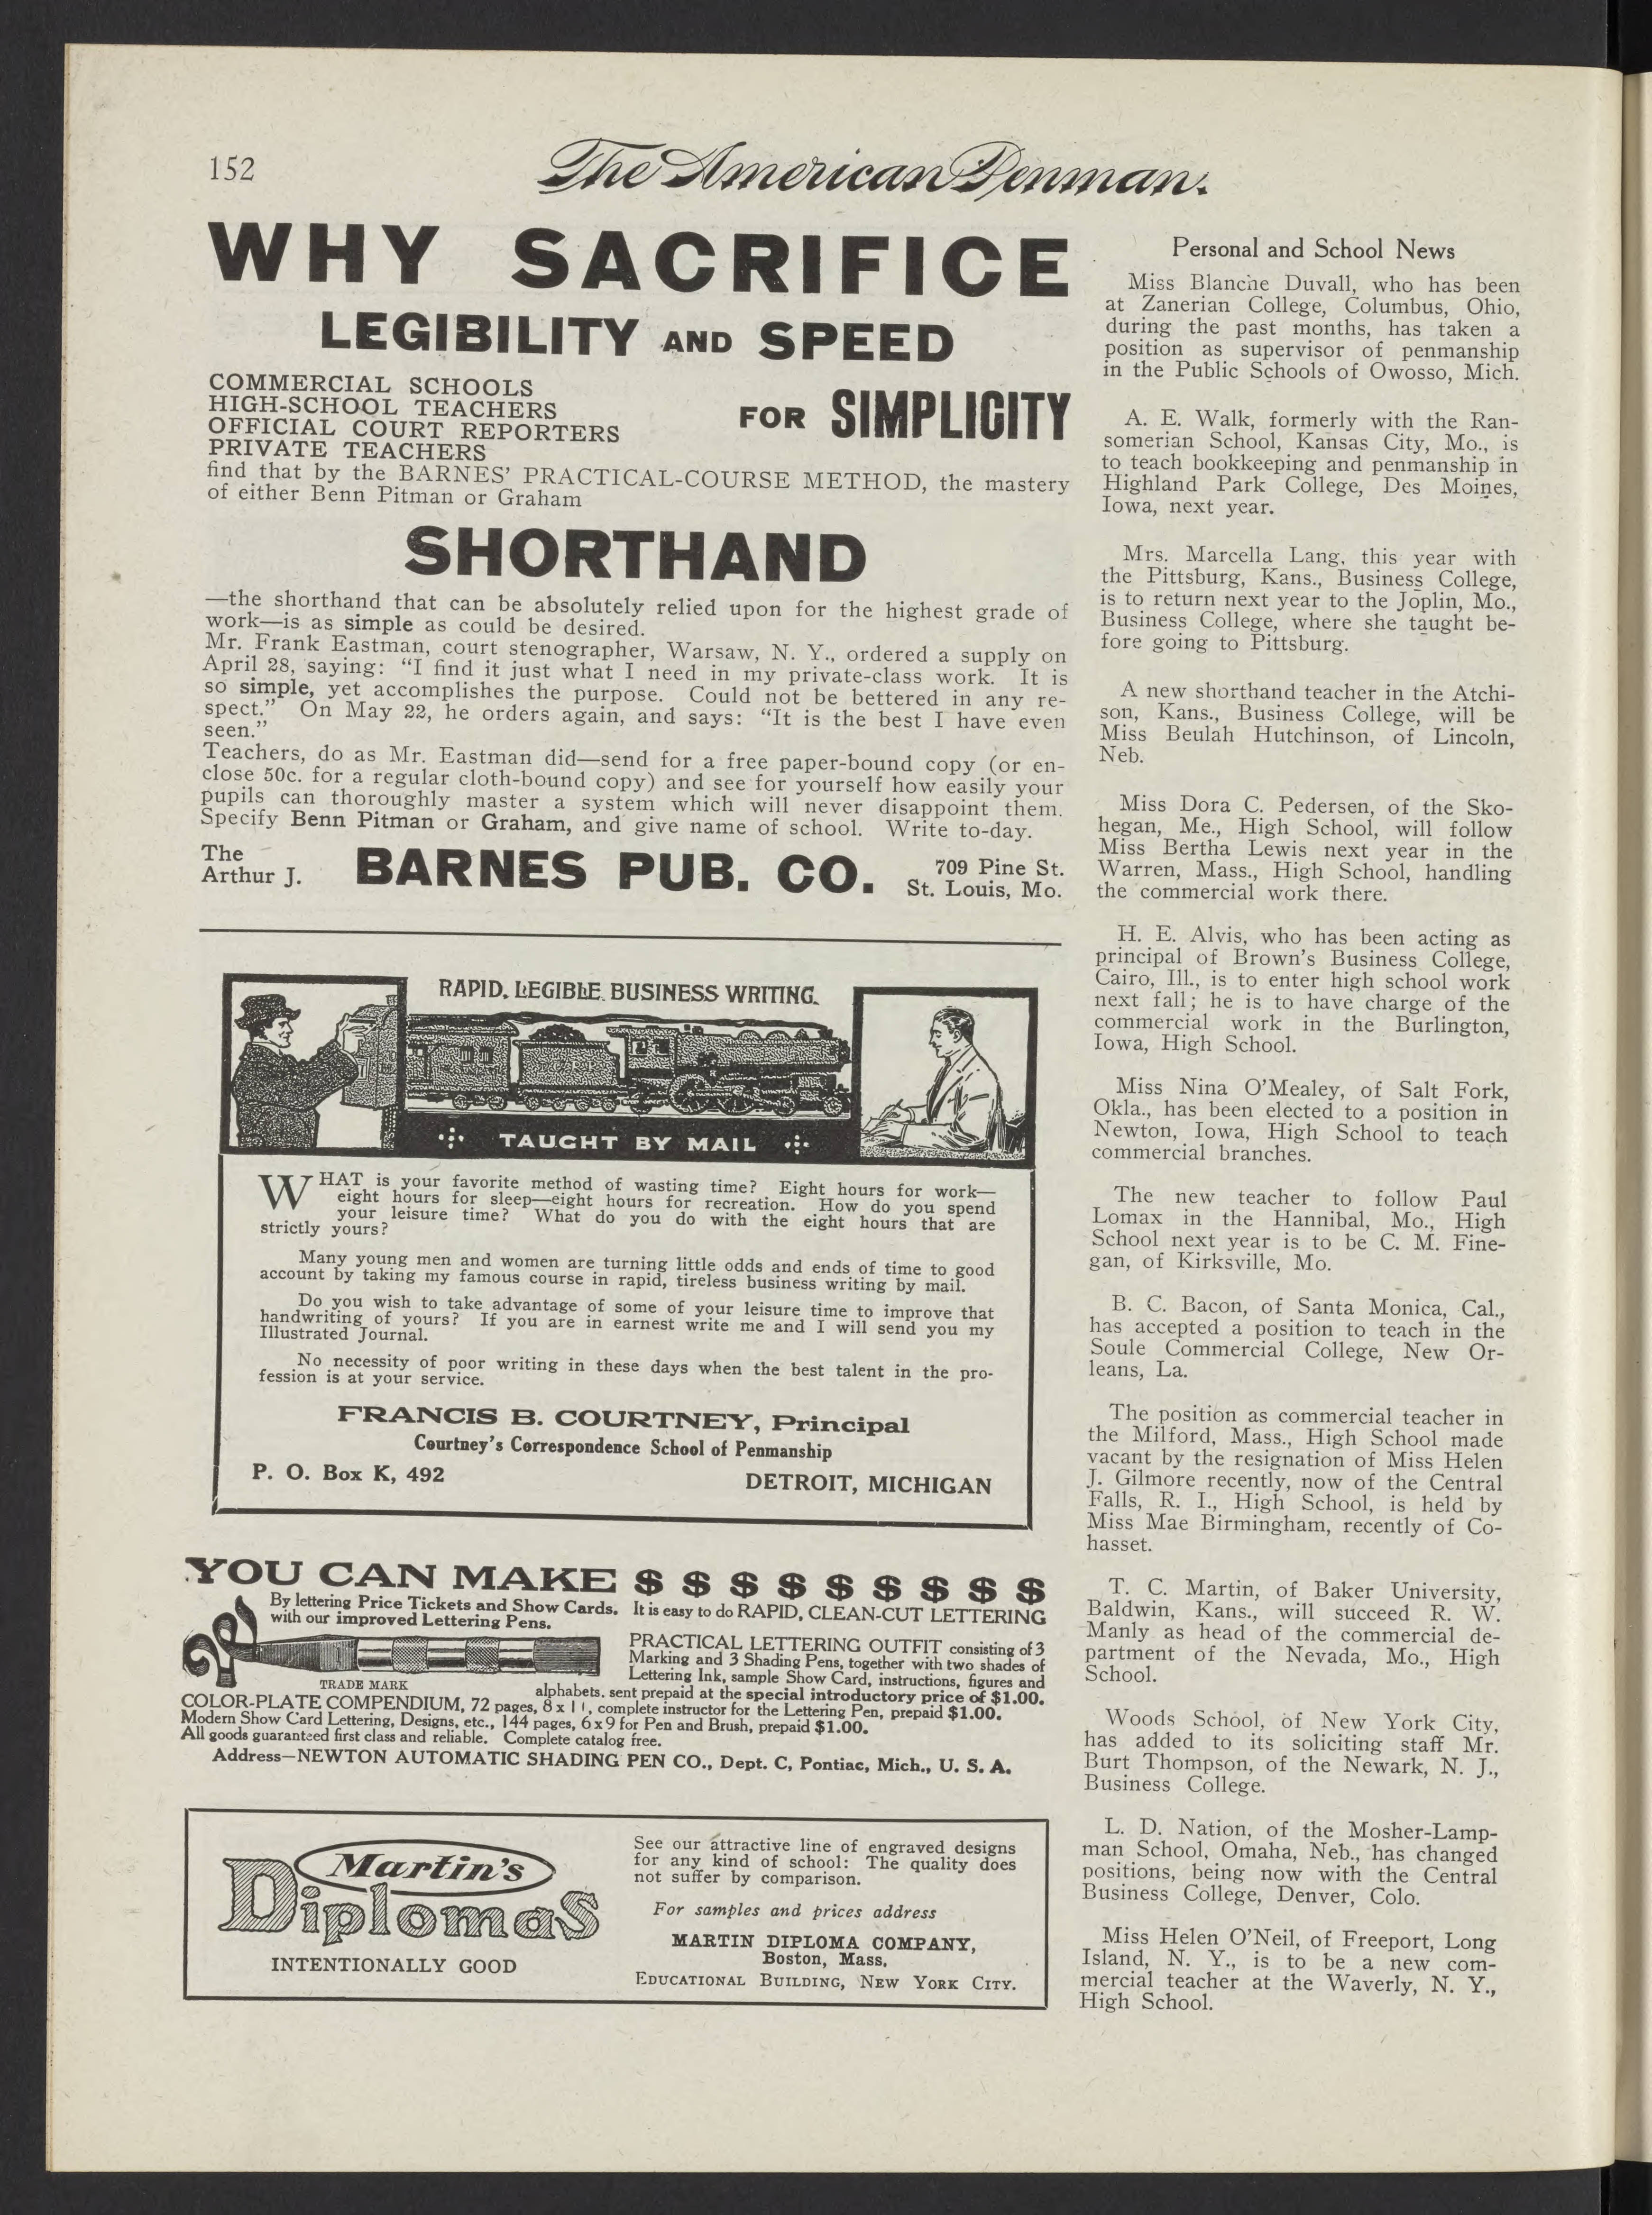 152
The American Penman.
WHY SACRIFICE
LEGIBILITY AND SPEED
COMMERCIAL SCHOOLS
HIGH-SCHOOL TEACHERS
OFFICIAL COURT REPORTERS
PRIVATE TEACHERS
FOR SIMPLICITY
find that by the BARNES' PRACTICAL-COURSE METHOD, the mastery
of either Benn Pitman or Graham
SHORTHAND
—the shorthand that can be absolutely relied upon for the highest grade of
work—is as simple as could be desired.
Mr. Frank Eastman, court stenographer, Warsaw, N. Y., ordered a supply on
April 28, saying: "I find it just what I need in my private-class work. It is
so simple, yet accomplishes the purpose. Could not be bettered in any re-
spect." On May 22, he orders again, and says: "It is the best I have even
seen."
Teachers, do as Mr. Eastman did—send for a free paper-bound copy (or en-
close 50c. for a regular cloth-bound copy) and see for yourself how easily your
pupils can thoroughly master a system which will never disappoint them.
Specify Benn Pitman or Graham, and give name of school. Write to-day.
The
Arthur J.
BARNES PUB. CO.
709 Pine St.
St. Louis, Mo.
RAPID, LEGIBLE BUSINESS WRITING.
TAUGHT BY MAIL
WHAT is your favorite method of wasting time? Eight hours for work—
eight hours for sleep—eight hours for recreation. How do you spend
your leisure time? What do you do with the eight hours that are
strictly yours?
Many young men and women are turning little odds and ends of time to good
account by taking my famous course in rapid, tireless business writing by mail.
Do you wish to take advantage of some of your leisure time to improve that
handwriting of yours? If you are in earnest write me and I will send you my
Illustrated Journal.
No necessity of poor writing in these days when the best talent in the pro-
fession is at your service.
FRANCIS B. COURTNEY, Principal
Courtney's Correspondence School of Penmanship
P. O. Box K, 492
DETROIT, MICHIGAN
YOU CAN MAKE $ $ $ $ $ $ $ $ $
By lettering Price Tickets and Show Cards. It is easy to do RAPID, CLEAN-CUT LETTERING
with our improved Lettering Pens.
PRACTICAL LETTERING OUTFIT consisting of 3
Marking and 3 Shading Pens, together with two shades of
Lettering Ink, sample Show Card, instructions, figures and
TRADE MARK
alphabets, sent prepaid at the special introductory price of $1.00.
COLOR-PLATE COMPENDIUM, 72 pages, 8 x 11, complete instructor for the Lettering Pen, prepaid $1.00.
Modern Show Card Lettering, Designs, etc., 144 pages, 6 x 9 for Pen and Brush, prepaid $1.00.
All goods guaranteed first class and reliable. Complete catalog free.
Address—NEWTON AUTOMATIC SHADING PEN CO., Dept. C, Pontiac, Mich., U. S. A.
Martin's
Diplomas
INTENTIONALLY GOOD
See our attractive line of engraved designs
for any kind of school: The quality does
not suffer by comparison.
For samples and prices address
MARTIN DIPLOMA COMPANY,
Boston, Mass.
EDUCATIONAL BUILDING, NEW YORK CITY.
Personal and School News
Miss Blanche Duvall, who has been
at Zanerian College, Columbus, Ohio,
during the past months, has taken a
position as supervisor of penmanship
in the Public Schools of Owosso, Mich.
A. E. Walk, formerly with the Ran-
somerian School, Kansas City, Mo., is
to teach bookkeeping and penmanship in
Highland Park College, Des Moines,
Iowa, next year.
Mrs. Marcella Lang, this year with
the Pittsburg, Kans., Business College,
is to return next year to the Joplin, Mo.,
Business College, where she taught be-
fore going to Pittsburg.
A new shorthand teacher in the Atchi-
son, Kans., Business College, will be
Miss Beulah Hutchinson, of Lincoln,
Neb.
Miss Dora C. Pedersen, of the Sko-
hegan, Me., High School, will follow
Miss Bertha Lewis next year in the
Warren, Mass., High School, handling
the commercial work there.
H. E. Alvis, who has been acting as
principal of Brown's Business College,
Cairo, Ill., is to enter high school work
next fall; he is to have charge of the
commercial work in the Burlington,
Iowa, High School.
Miss Nina O'Mealey, of Salt Fork,
Okla., has been elected to a position in
Newton, Iowa, High School to teach
commercial branches.
The new teacher to follow Paul
Lomax in the Hannibal, Mo., High
School next year is to be C. M. Fine-
gan, of Kirksville, Mo.
B. C. Bacon, of Santa Monica, Cal.,
has accepted a position to teach in the
Soule Commercial College, New Or-
leans, La.
The position as commercial teacher in
the Milford, Mass., High School made
vacant by the resignation of Miss Helen
J. Gilmore recently, now of the Central
Falls, R. I., High School, is held by
Miss Mae Birmingham, recently of Co-
hasset.
T. C. Martin, of Baker University,
Baldwin, Kans., will succeed R. W.
Manly as head of the commercial de-
partment of the Nevada, Mo., High
School.
Woods School, of New York City,
has added to its soliciting staff Mr.
Burt Thompson, of the Newark, N. J.,
Business College.
L. D. Nation, of the Mosher-Lamp-
man School, Omaha, Neb., has changed
positions, being now with the Central
Business College, Denver, Colo.
Miss Helen O'Neil, of Freeport, Long
Island, N. Y., is to be a new com-
mercial teacher at the Waverly, N. Y.,
High School.